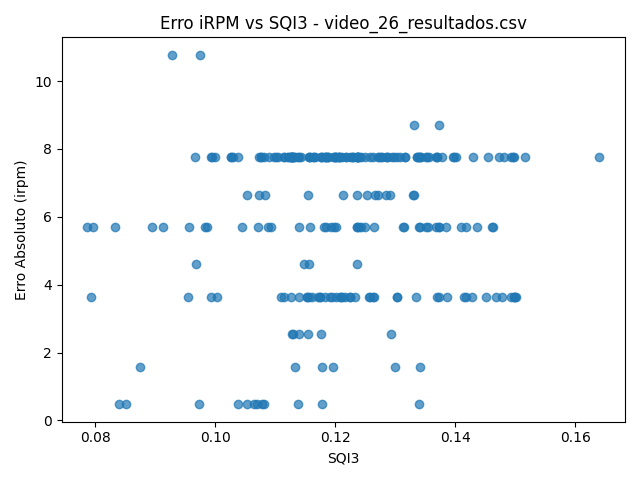 Erro iRPM vs SQI3 - video_26_resultados.csv
Erro Absoluto (irpm)
10
8
6
4
2
0
0.08 0.10 0.12 0.14 0.16
SQI3